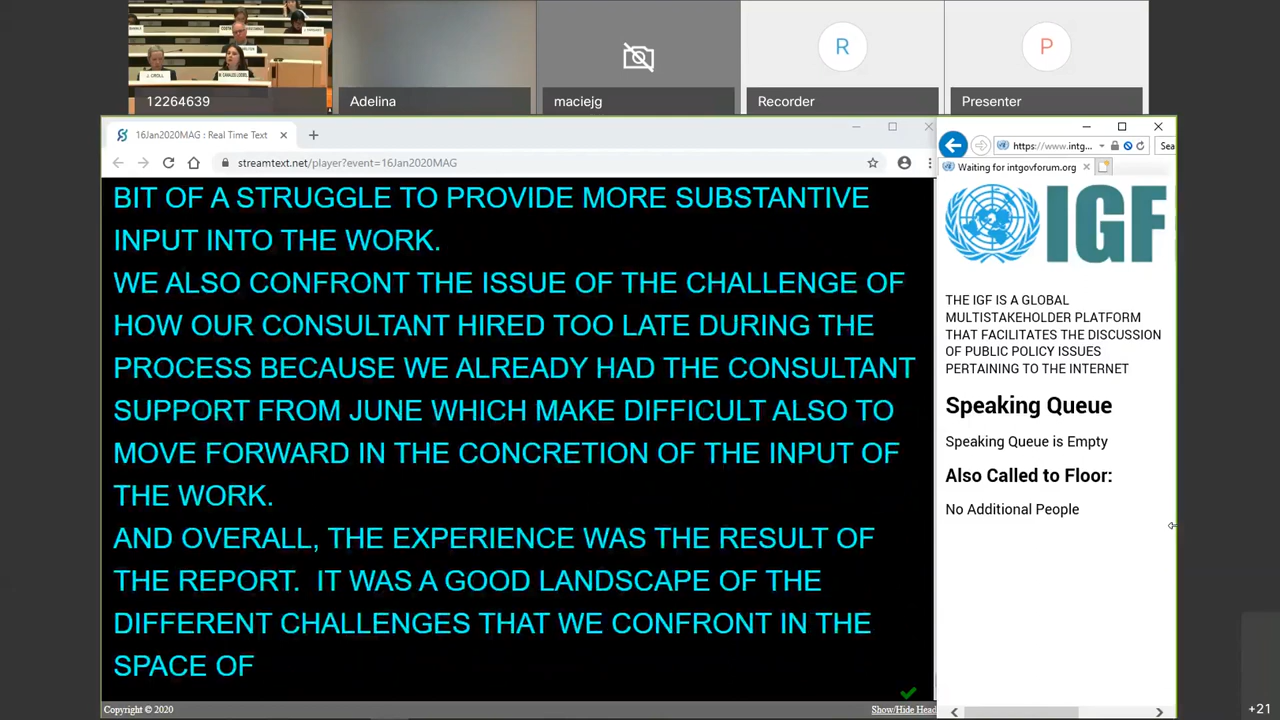 J. CROLL
12264639
Adelina
maciejg
R
Recorder
P
Presenter
16Jan2020MAG : Real Time Text
streamtext.net/player?event=16Jan2020MAG
BIT OF A STRUGGLE TO PROVIDE MORE SUBSTANTIVE
INPUT INTO THE WORK.
WE ALSO CONFRONT THE ISSUE OF THE CHALLENGE OF
HOW OUR CONSULTANT HIRED TOO LATE DURING THE
PROCESS BECAUSE WE ALREADY HAD THE CONSULTANT
SUPPORT FROM JUNE WHICH MAKE DIFFICULT ALSO TO
MOVE FORWARD IN THE CONCRETION OF THE INPUT OF
THE WORK.
AND OVERALL, THE EXPERIENCE WAS THE RESULT OF
THE REPORT.  IT WAS A GOOD LANDSCAPE OF THE
DIFFERENT CHALLENGES THAT WE CONFRONT IN THE
SPACE OF
Copyright © 2020
Show/Hide Head
https://www.intg...
Sea
Waiting for intgovforum.org
IGF
THE IGF IS A GLOBAL
MULTISTAKEHOLDER PLATFORM
THAT FACILITATES THE DISCUSSION
OF PUBLIC POLICY ISSUES
PERTAINING TO THE INTERNET
Speaking Queue
Speaking Queue is Empty
Also Called to Floor:
No Additional People
+21